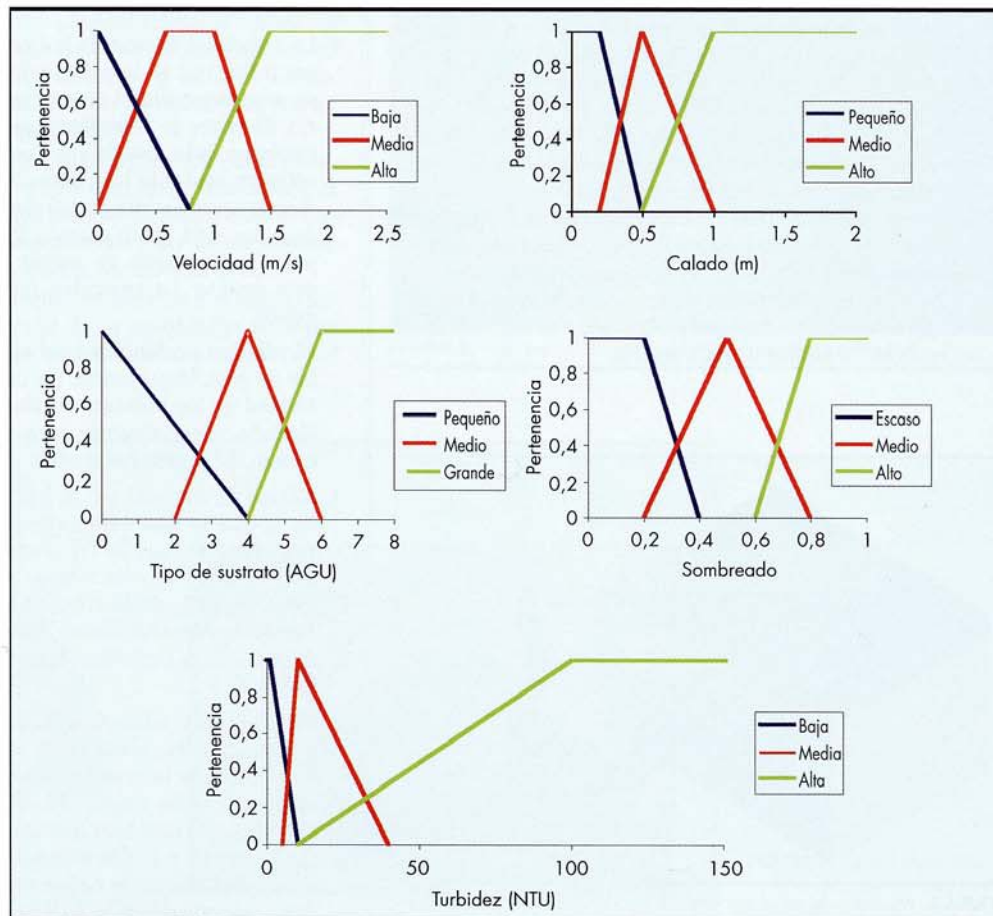 Pertenencia
1
0,8
0,6
0,4
0,2
0
0 0,5 1 1,5 2 2,5
Velocidad (m/s)
Baja
Media
Alta
Pertenencia
1
0,8
0,6
0,4
0,2
0
0 0,5 1 1,5 2
Calado (m)
Pequeño
Medio
Alto
Pertenencia
1
0,8
0,6
0,4
0,2
0
0 1 2 3 4 5 6 7 8
Tipo de sustrato (AGU)
Pequeño
Medio
Grande
Pertenencia
1
0,8
0,6
0,4
0,2
0
0 0,2 0,4 0,6 0,8 1
Sombreado
Escaso
Medio
Alto
Pertenencia
1
0,8
0,6
0,4
0,2
0
0 50 100 150
Turbidez (NTU)
Baja
Media
Alta